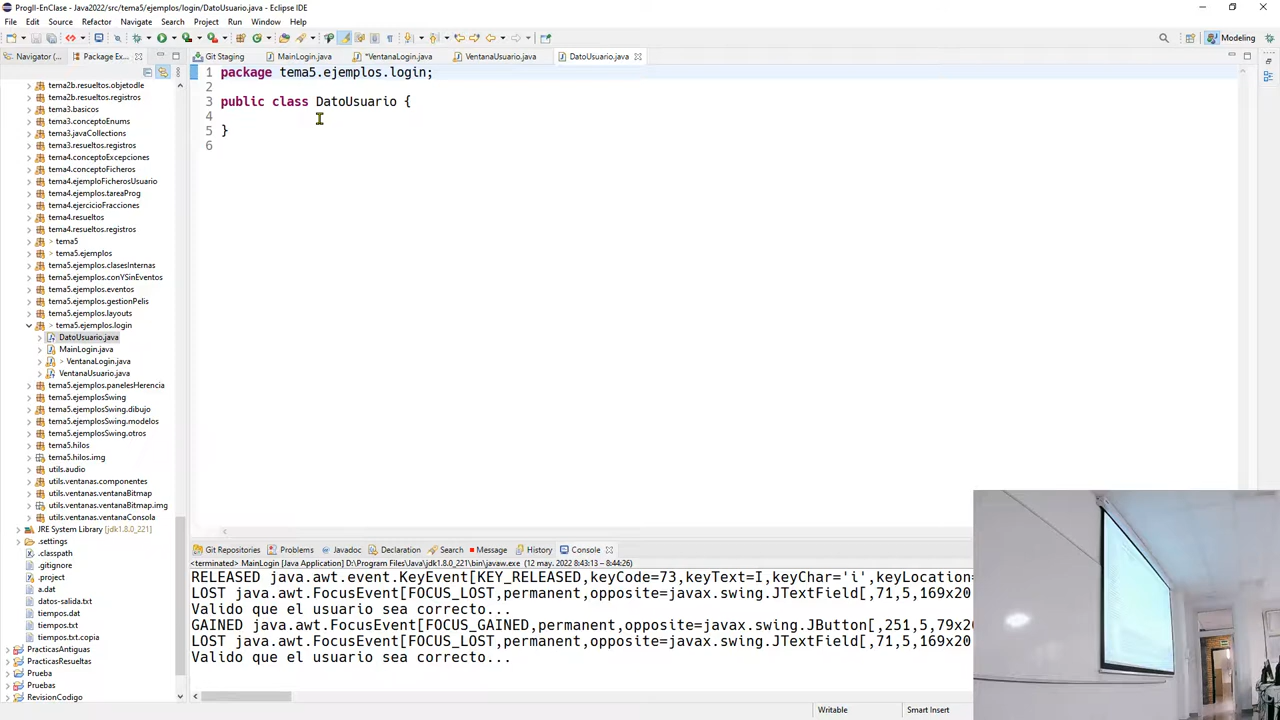 ProgII-EnClase - Java2022/src/tema5/ejemplos/login/DatoUsuario.java - Eclipse IDE
File Edit Source Refactor Navigate Search Project Run Window Help
Modeling
Navigator (...
Package Ex...
Git Staging
MainLogin.java
*VentanaLogin.java
VentanaUsuario.java
DatoUsuario.java
tema2b.resueltos.objetodle
tema2b.resueltos.registros
tema3.basicos
tema3.conceptoEnums
tema3.javaCollections
tema3.resueltos.registros
tema4.conceptoExcepciones
tema4.conceptoFicheros
tema4.ejemploFicherosUsuario
tema4.ejemplos.tareaProg
tema4.ejercicioFracciones
tema4.resueltos
tema4.resueltos.registros
> tema5
> tema5.ejemplos
tema5.ejemplos.clasesInternas
tema5.ejemplos.conYSinEventos
tema5.ejemplos.eventos
tema5.ejemplos.gestionPelis
tema5.ejemplos.layouts
> tema5.ejemplos.login
DatoUsuario.java
MainLogin.java
> VentanaLogin.java
VentanaUsuario.java
tema5.ejemplos.panelesHerencia
tema5.ejemplosSwing
tema5.ejemplosSwing.dibujo
tema5.ejemplosSwing.modelos
tema5.ejemplosSwing.otros
tema5.hilos
tema5.hilos.img
utils.audio
utils.ventanas.componentes
utils.ventanas.ventanaBitmap
utils.ventanas.ventanaBitmap.img
utils.ventanas.ventanaConsola
JRE System Library [jdk1.8.0_221]
.settings
.classpath
.gitignore
.project
a.dat
datos-salida.txt
tiempos.dat
tiempos.txt
tiempos.txt.copia
PracticasAntiguas
PracticasResueltas
Prueba
Pruebas
RevisionCodigo
1 package tema5.ejemplos.login;
2
3 public class DatoUsuario {
4
5 }
6
Git Repositories Problems Javadoc Declaration Search Message History Console
<terminated> MainLogin [Java Application] D:\Program Files\Java\jdk1.8.0_221\bin\javaw.exe (12 may. 2022 8:43:13 – 8:44:26)
RELEASED java.awt.event.KeyEvent[KEY_RELEASED,keyCode=73,keyText=I,keyChar='i',keyLocation=
LOST java.awt.FocusEvent[FOCUS_LOST,permanent,opposite=javax.swing.JTextField[,71,5,169x20
Valido que el usuario sea correcto...
GAINED java.awt.FocusEvent[FOCUS_GAINED,permanent,opposite=javax.swing.JButton[,251,5,79x2
LOST java.awt.FocusEvent[FOCUS_LOST,permanent,opposite=javax.swing.JTextField[,71,5,169x20
Valido que el usuario sea correcto...
Writable
Smart Insert